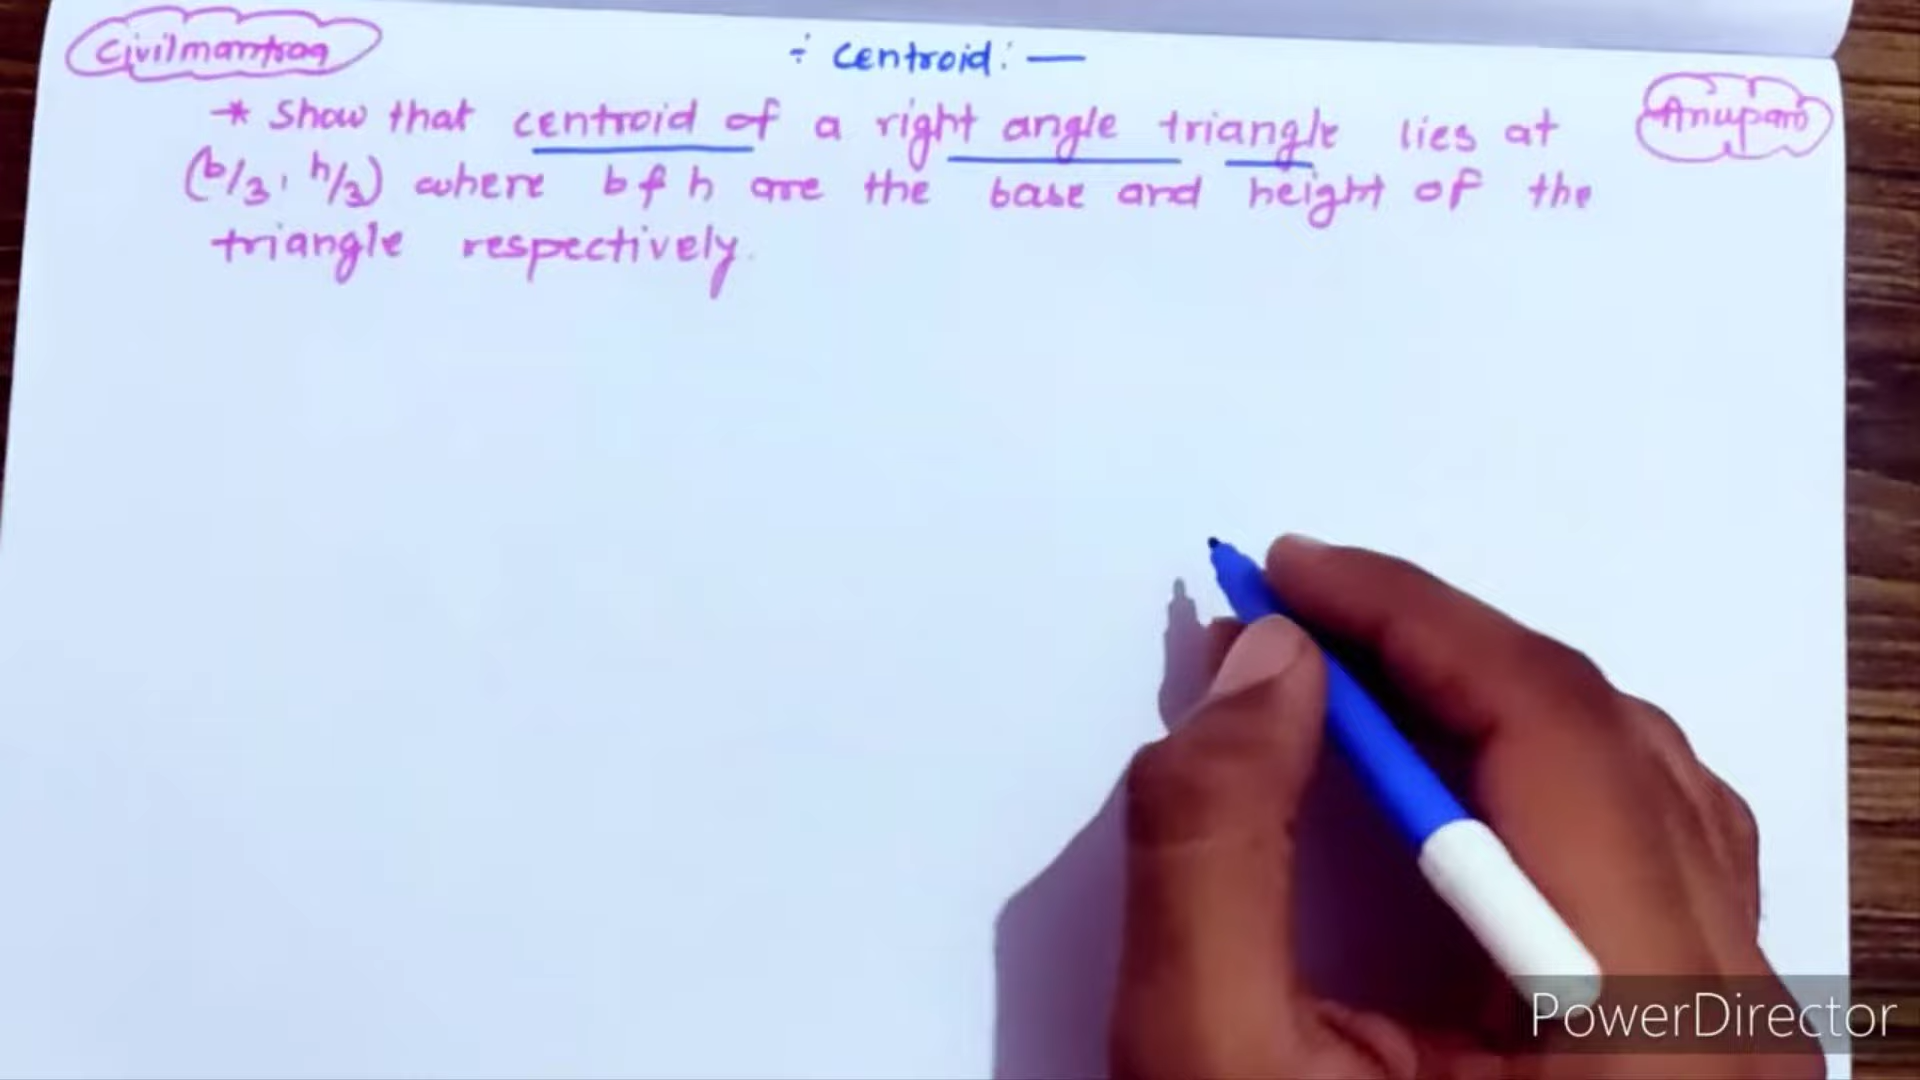 Civilmantraa
÷ Centroid: —
Anupam
* Show that centroid of a right angle triangle lies at
(b/3, h/3) where b & h are the base and height of the
triangle respectively.
PowerDirector